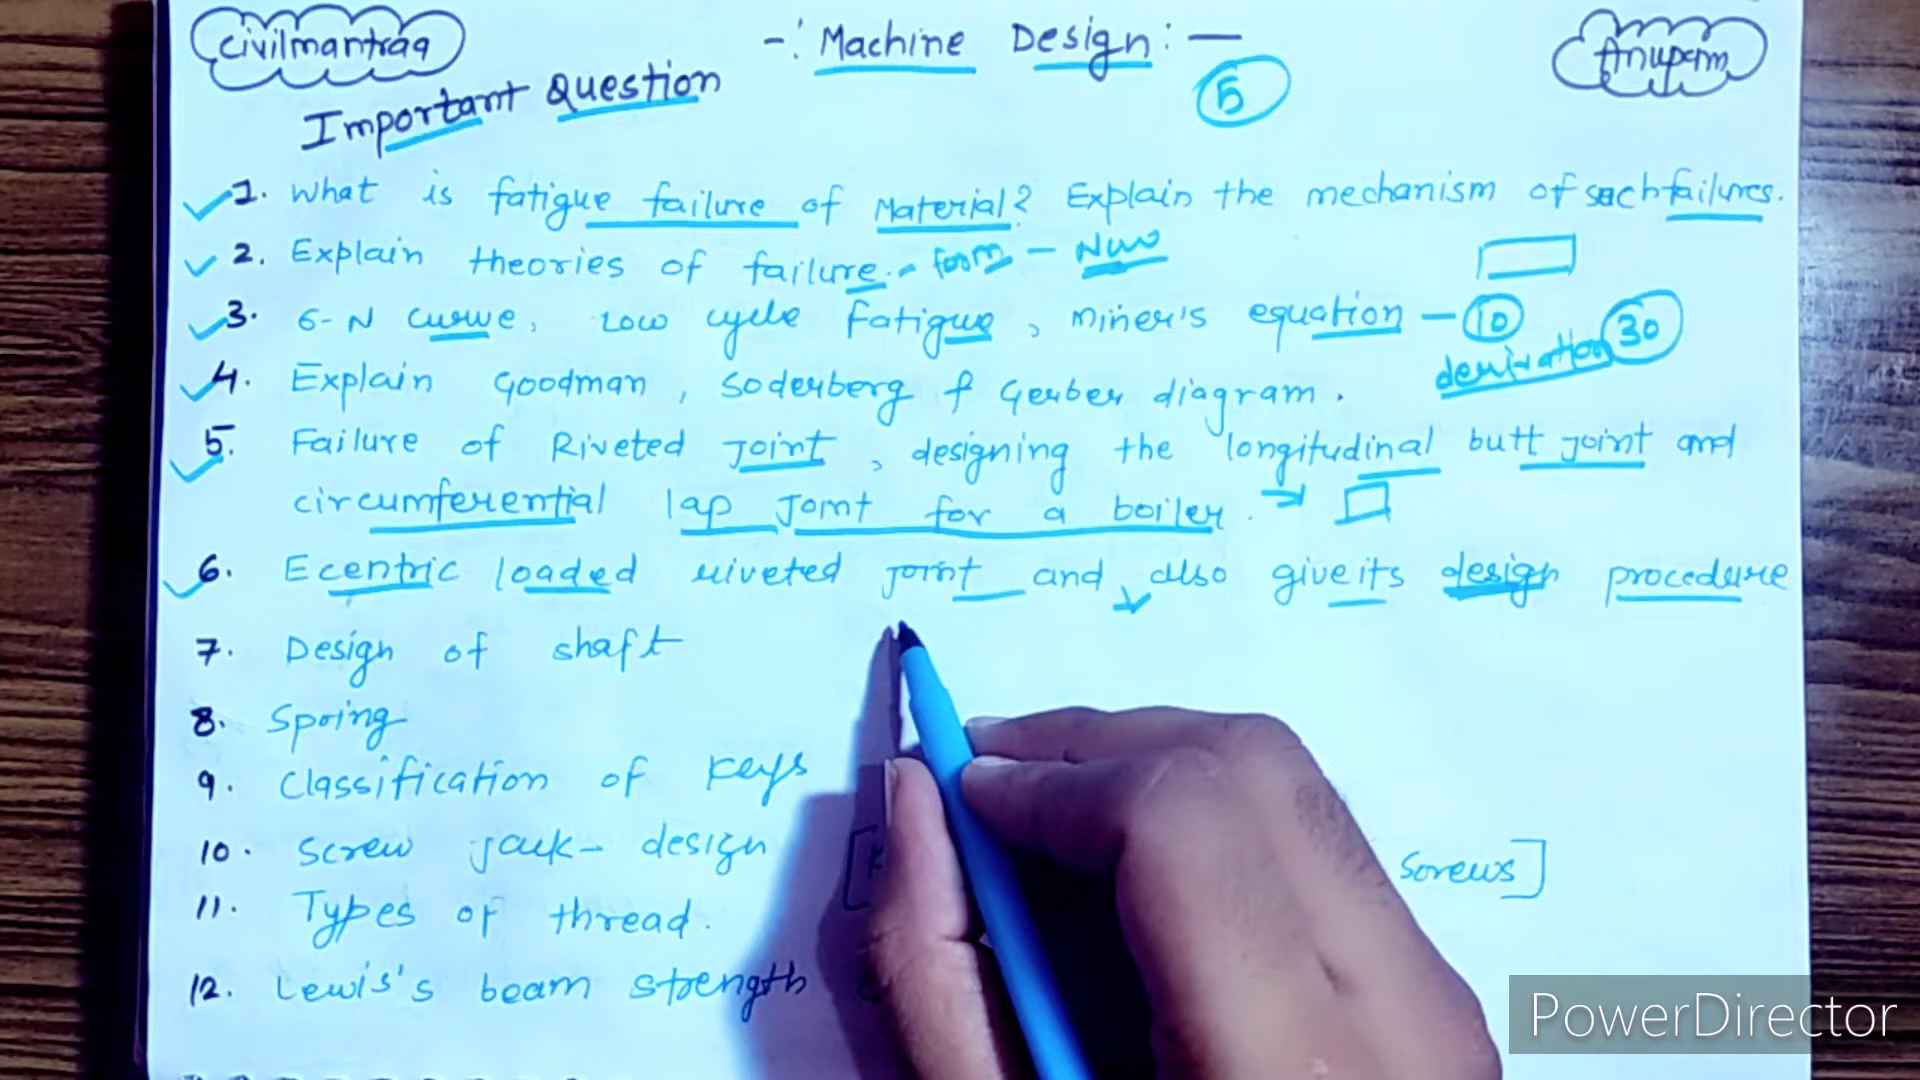 civilmantraa
-: Machine Design :-
Anupam
Important Question
5
1. What is fatigue failure of Material? Explain the mechanism of such failures.
2. Explain theories of failure. - form - Nuo
3. 6-N curve, Low cycle fatigue, Miner's equation - 10
derivation 30
4. Explain Goodman, Soderberg & Gerber diagram.
5. Failure of Riveted Joint, designing the longitudinal butt joint and
circumferential lap joint for a boiler.
6. Ecentric loaded riveted joint and also give its design procedure
7. Design of shaft
8. Spring
9. Classification of Keys
10. Screw jack- design [ Screws]
11. Types of thread.
12. Lewis's beam strength
PowerDirector